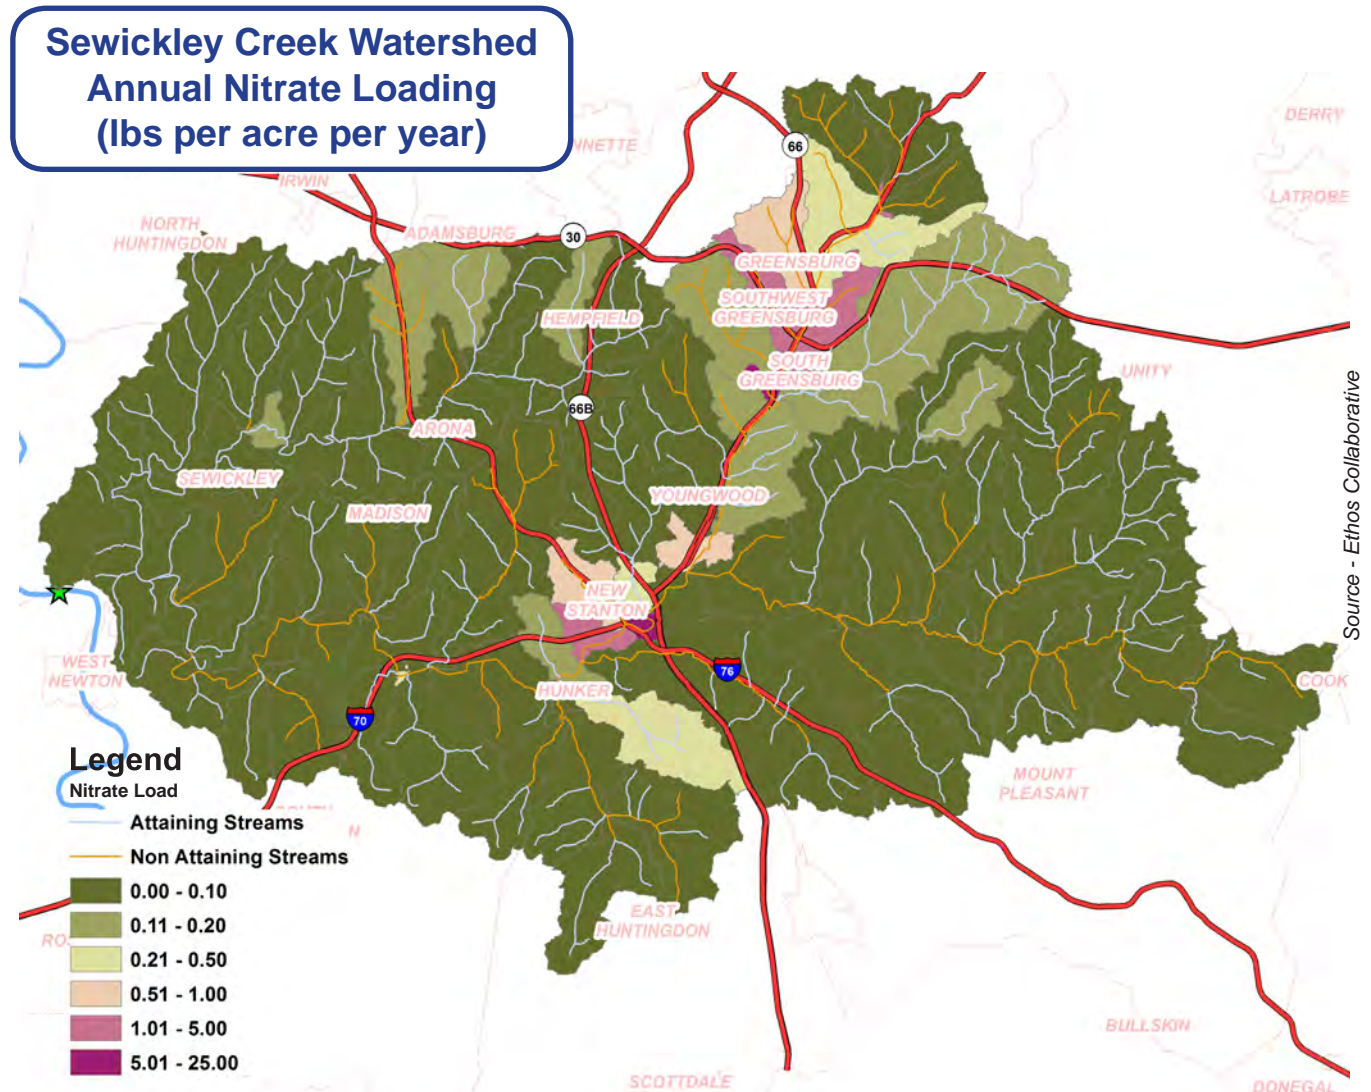 Sewickley Creek Watershed
Annual Nitrate Loading
(lbs per acre per year)
NNETTE
66
DERRY
IRWIN
LATROBE
NORTH
HUNTINGDON
ADAMSBURG
30
GREENSBURG
SOUTHWEST
GREENSBURG
HEMPFIELD
SOUTH
GREENSBURG
UNITY
66B
ARONA
SEWICKLEY
MADISON
YOUNGWOOD
NEW
STANTON
WEST
NEWTON
76
COOK
HUNKER
70
MOUNT
PLEASANT
Legend
Nitrate Load
Attaining Streams
N
Non Attaining Streams
0.00 - 0.10
0.11 - 0.20
0.21 - 0.50
0.51 - 1.00
1.01 - 5.00
5.01 - 25.00
EAST
HUNTINGDON
RO
BULLSKIN
SCOTTDALE
DONEGAL
Source - Ethos Collaborative